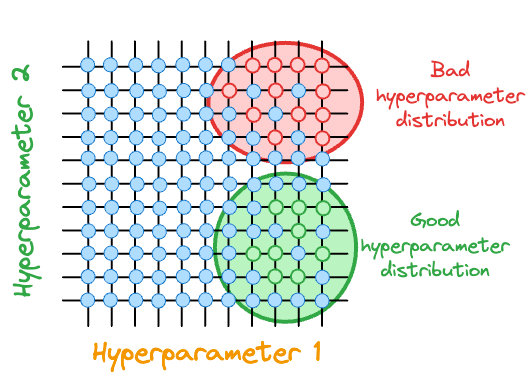 Hyperparameter 2
Bad
hyperparameter
distribution
Good
hyperparameter
distribution
Hyperparameter 1